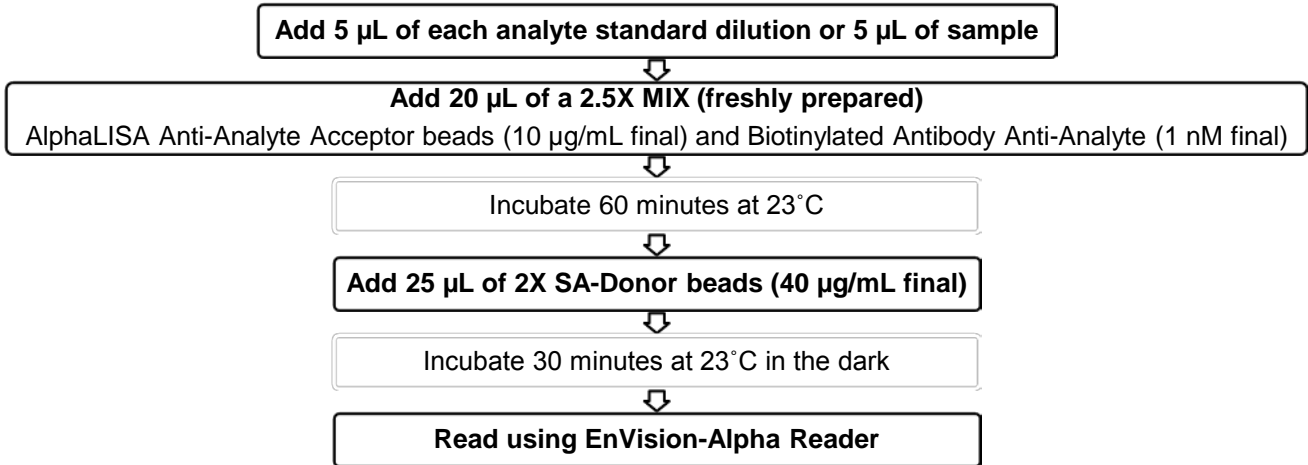 Add 5 µL of each analyte standard dilution or 5 µL of sample
Add 20 µL of a 2.5X MIX (freshly prepared)
AlphaLISA Anti-Analyte Acceptor beads (10 µg/mL final) and Biotinylated Antibody Anti-Analyte (1 nM final)
Incubate 60 minutes at 23˚C
Add 25 µL of 2X SA-Donor beads (40 µg/mL final)
Incubate 30 minutes at 23˚C in the dark
Read using EnVision-Alpha Reader